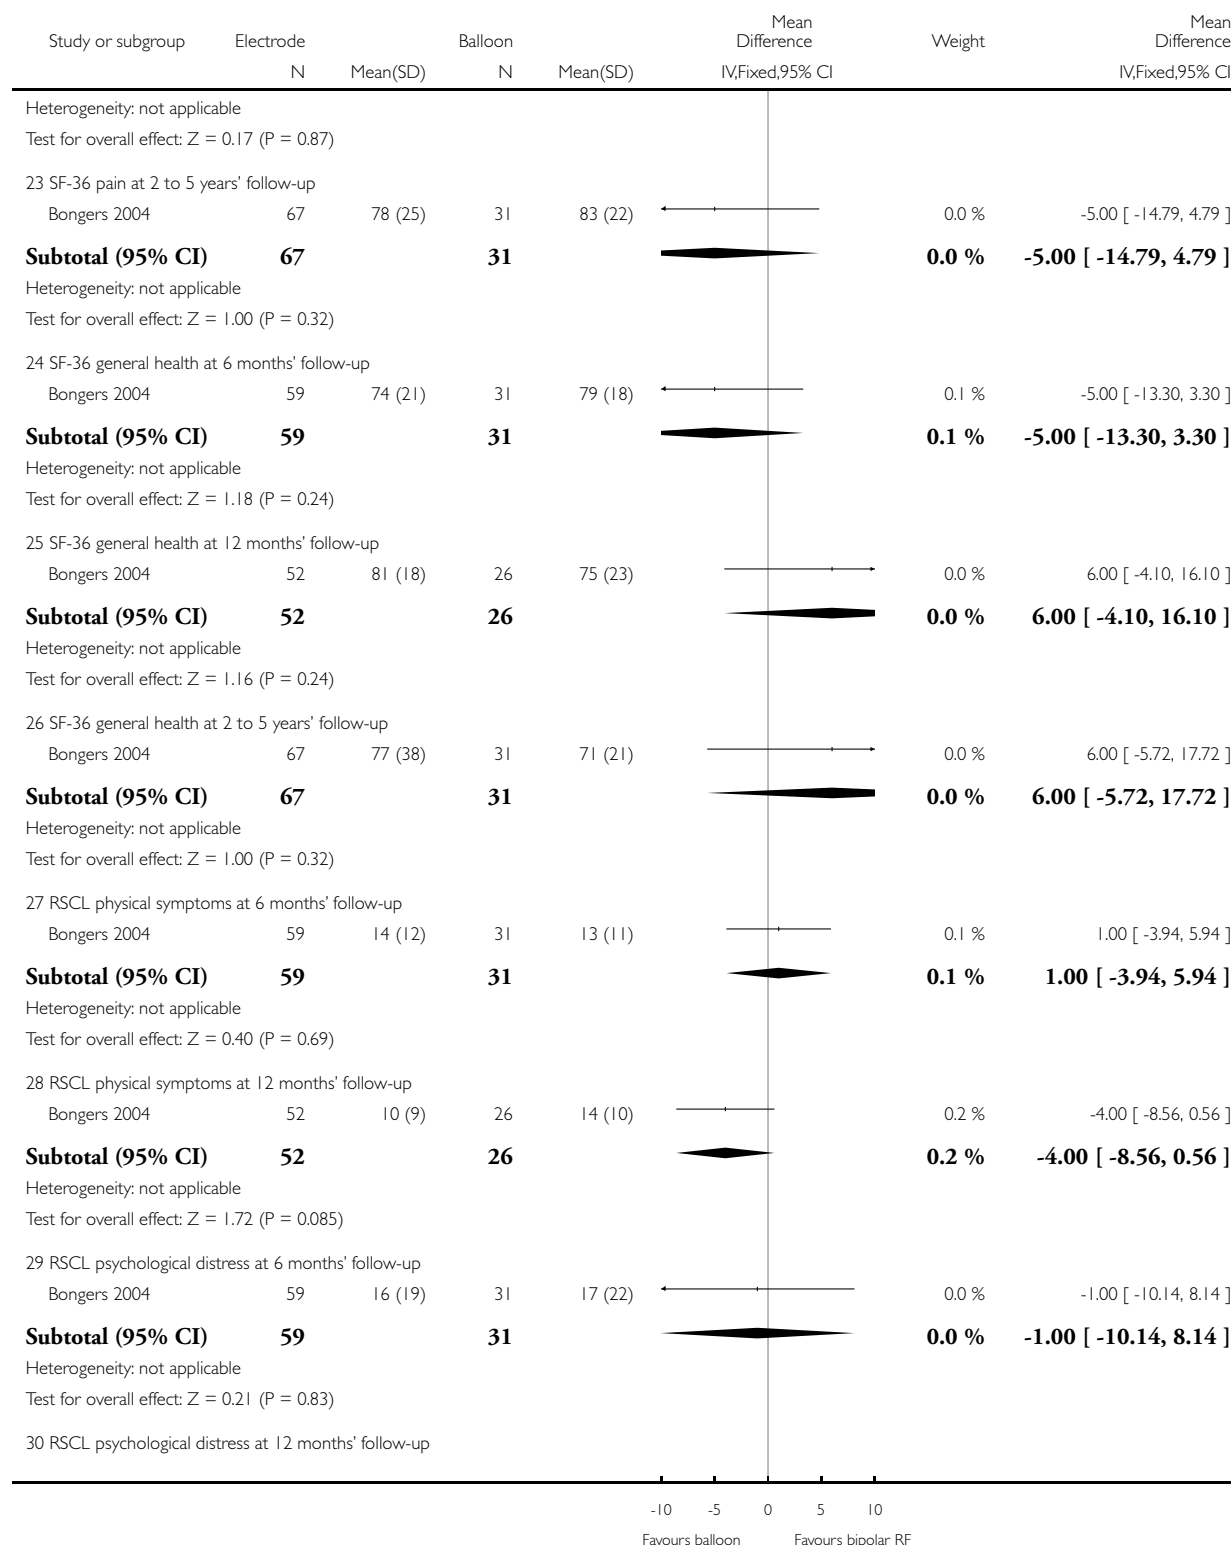 Study or subgroup Electrode Balloon Mean Difference Weight Mean Difference
N Mean(SD) N Mean(SD) IV,Fixed,95% CI IV,Fixed,95% CI
Heterogeneity: not applicable
Test for overall effect: Z = 0.17 (P = 0.87)
23 SF-36 pain at 2 to 5 years’ follow-up
Bongers 2004 67 78 (25) 31 83 (22) 0.0 % -5.00 [ -14.79, 4.79 ]
Subtotal (95% CI) 67 31 0.0 % -5.00 [ -14.79, 4.79 ]
Heterogeneity: not applicable
Test for overall effect: Z = 1.00 (P = 0.32)
24 SF-36 general health at 6 months’ follow-up
Bongers 2004 59 74 (21) 31 79 (18) 0.1 % -5.00 [ -13.30, 3.30 ]
Subtotal (95% CI) 59 31 0.1 % -5.00 [ -13.30, 3.30 ]
Heterogeneity: not applicable
Test for overall effect: Z = 1.18 (P = 0.24)
25 SF-36 general health at 12 months’ follow-up
Bongers 2004 52 81 (18) 26 75 (23) 0.0 % 6.00 [ -4.10, 16.10 ]
Subtotal (95% CI) 52 26 0.0 % 6.00 [ -4.10, 16.10 ]
Heterogeneity: not applicable
Test for overall effect: Z = 1.16 (P = 0.24)
26 SF-36 general health at 2 to 5 years’ follow-up
Bongers 2004 67 77 (38) 31 71 (21) 0.0 % 6.00 [ -5.72, 17.72 ]
Subtotal (95% CI) 67 31 0.0 % 6.00 [ -5.72, 17.72 ]
Heterogeneity: not applicable
Test for overall effect: Z = 1.00 (P = 0.32)
27 RSCL physical symptoms at 6 months’ follow-up
Bongers 2004 59 14 (12) 31 13 (11) 0.1 % 1.00 [ -3.94, 5.94 ]
Subtotal (95% CI) 59 31 0.1 % 1.00 [ -3.94, 5.94 ]
Heterogeneity: not applicable
Test for overall effect: Z = 0.40 (P = 0.69)
28 RSCL physical symptoms at 12 months’ follow-up
Bongers 2004 52 10 (9) 26 14 (10) 0.2 % -4.00 [ -8.56, 0.56 ]
Subtotal (95% CI) 52 26 0.2 % -4.00 [ -8.56, 0.56 ]
Heterogeneity: not applicable
Test for overall effect: Z = 1.72 (P = 0.085)
29 RSCL psychological distress at 6 months’ follow-up
Bongers 2004 59 16 (19) 31 17 (22) 0.0 % -1.00 [ -10.14, 8.14 ]
Subtotal (95% CI) 59 31 0.0 % -1.00 [ -10.14, 8.14 ]
Heterogeneity: not applicable
Test for overall effect: Z = 0.21 (P = 0.83)
30 RSCL psychological distress at 12 months’ follow-up
-10 -5 0 5 10
Favours balloon Favours bipolar RF